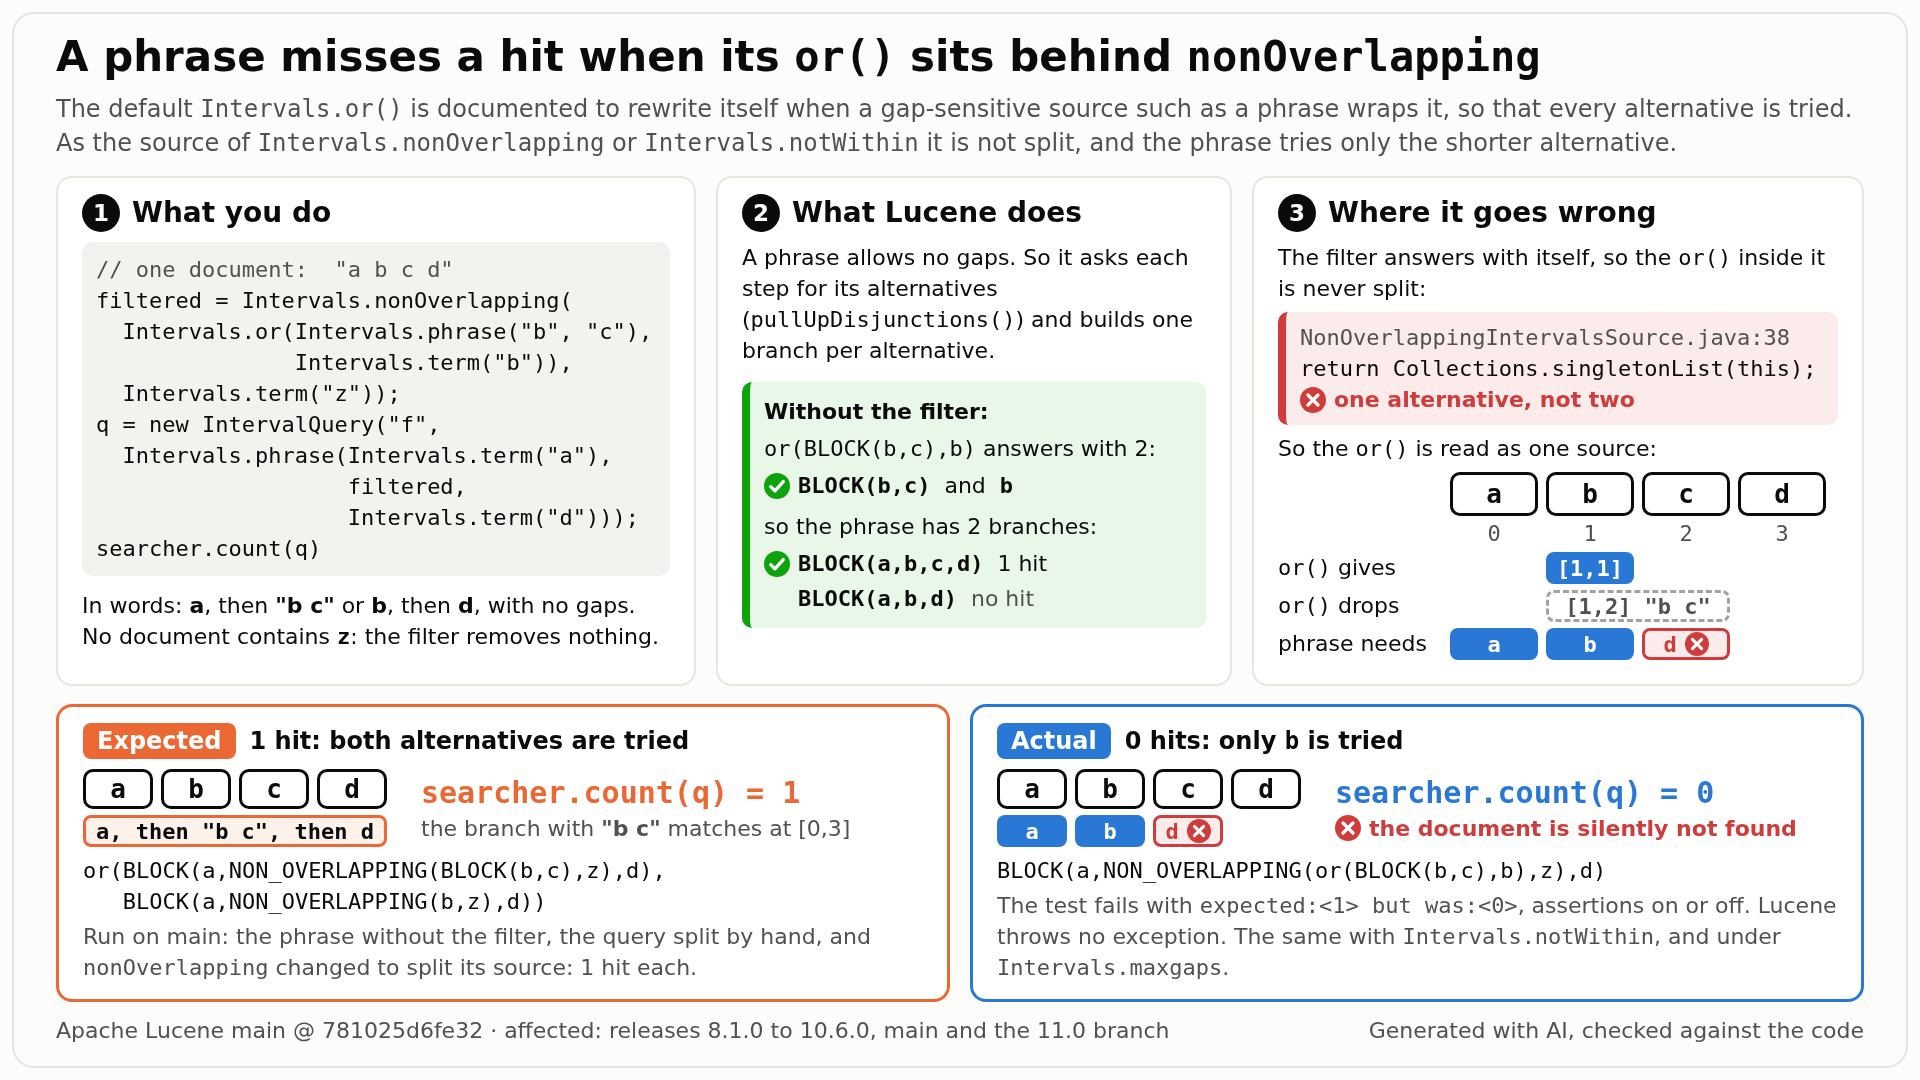 A phrase misses a hit when its or() sits behind nonOverlapping
The default Intervals.or() is documented to rewrite itself when a gap-sensitive source such as a phrase wraps it, so that every alternative is tried.
As the source of Intervals.nonOverlapping or Intervals.notWithin it is not split, and the phrase tries only the shorter alternative.
1 What you do
// one document:  "a b c d"
filtered = Intervals.nonOverlapping(
  Intervals.or(Intervals.phrase("b", "c"),
               Intervals.term("b")),
  Intervals.term("z"));
q = new IntervalQuery("f",
  Intervals.phrase(Intervals.term("a"),
                   filtered,
                   Intervals.term("d")));
searcher.count(q)
In words: a, then "b c" or b, then d, with no gaps.
No document contains z: the filter removes nothing.
2 What Lucene does
A phrase allows no gaps. So it asks each
step for its alternatives
(pullUpDisjunctions()) and builds one
branch per alternative.
Without the filter:
or(BLOCK(b,c),b) answers with 2:
BLOCK(b,c) and b
so the phrase has 2 branches:
BLOCK(a,b,c,d) 1 hit
BLOCK(a,b,d) no hit
3 Where it goes wrong
The filter answers with itself, so the or() inside it
is never split:
NonOverlappingIntervalsSource.java:38
return Collections.singletonList(this);
one alternative, not two
So the or() is read as one source:
a b c d
0 1 2 3
or() gives [1,1]
or() drops [1,2] "b c"
phrase needs a b d
Expected 1 hit: both alternatives are tried
a b c d
a, then "b c", then d
searcher.count(q) = 1
the branch with "b c" matches at [0,3]
or(BLOCK(a,NON_OVERLAPPING(BLOCK(b,c),z),d),
   BLOCK(a,NON_OVERLAPPING(b,z),d))
Run on main: the phrase without the filter, the query split by hand, and
nonOverlapping changed to split its source: 1 hit each.
Actual 0 hits: only b is tried
a b c d
a b d
searcher.count(q) = 0
the document is silently not found
BLOCK(a,NON_OVERLAPPING(or(BLOCK(b,c),b),z),d)
The test fails with expected:<1> but was:<0>, assertions on or off. Lucene
throws no exception. The same with Intervals.notWithin, and under
Intervals.maxgaps.
Apache Lucene main @ 781025d6fe32 · affected: releases 8.1.0 to 10.6.0, main and the 11.0 branch
Generated with AI, checked against the code